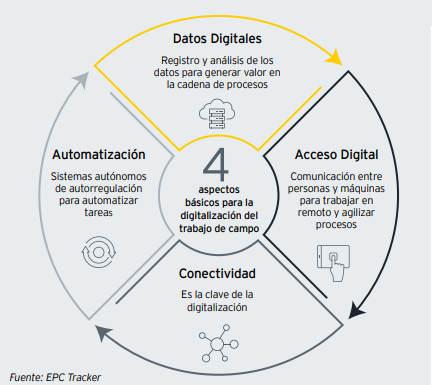 Datos Digitales
Registro y análisis de los
datos para generar valor en
la cadena de procesos
Automatización
Sistemas autónomos
de autorregulación
para automatizar
tareas
4
aspectos
básicos para la
digitalización del
trabajo de campo
Acceso Digital
Comunicación entre
personas y máquinas
para trabajar en
remoto y agilizar
procesos
Conectividad
Es la clave de la
digitalización
Fuente: EPC Tracker